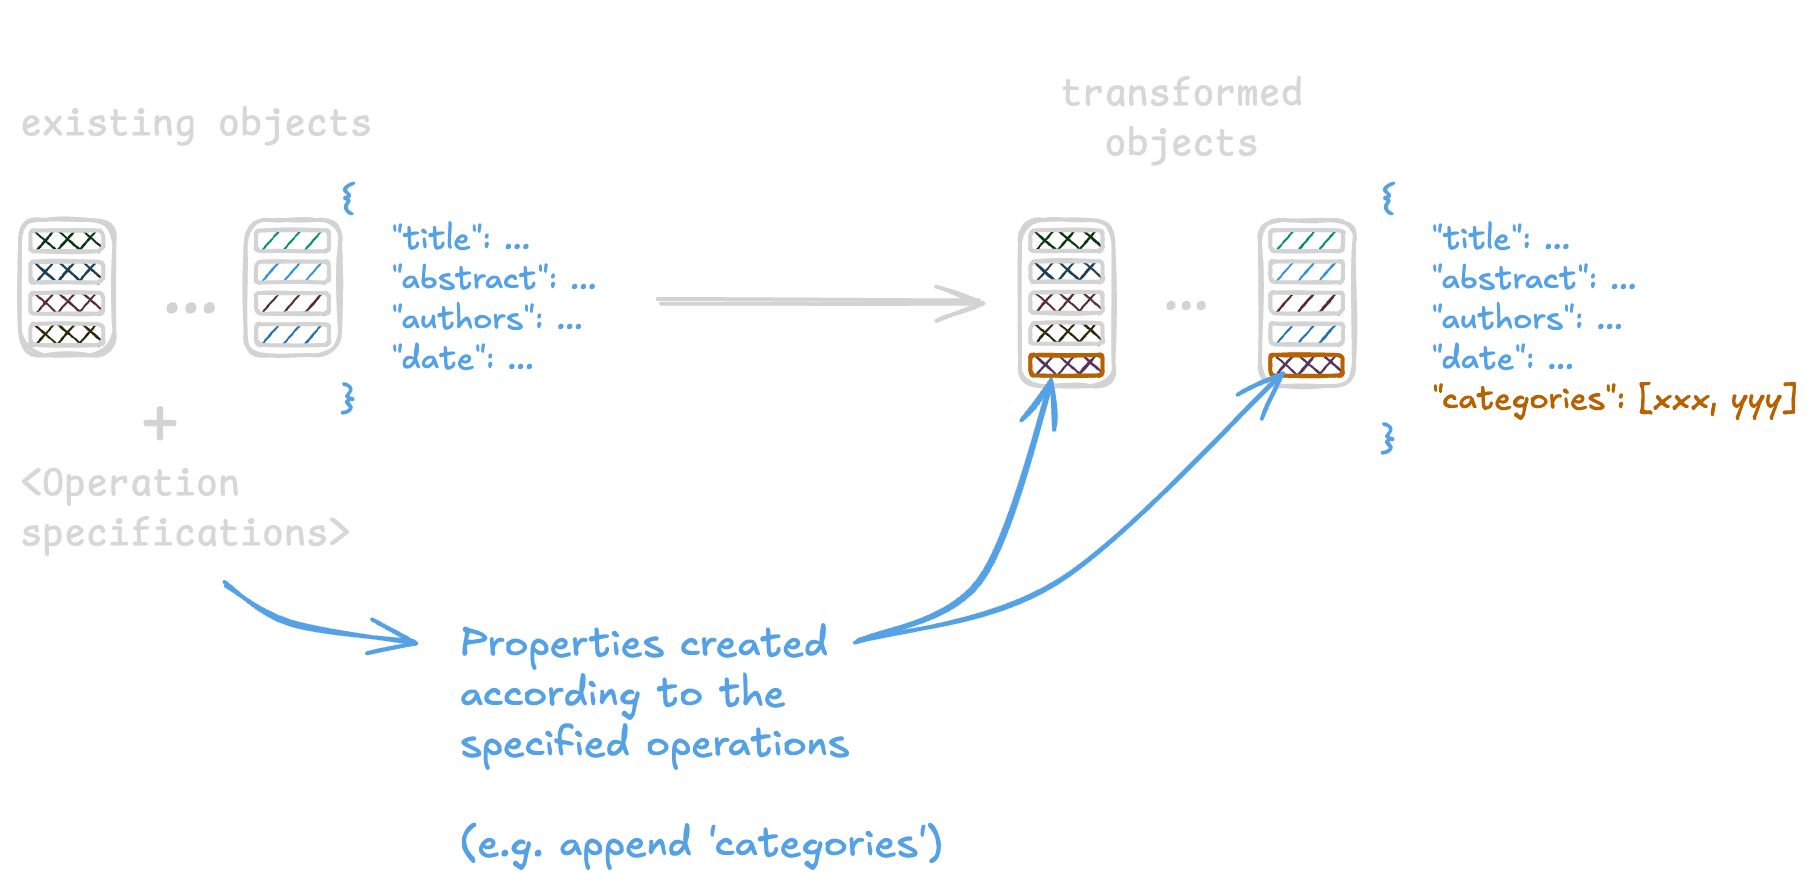 existing objects
{
"title": ...
"abstract": ...
"authors": ...
"date": ...
}
+
<Operation
specifications>
transformed
objects
{
"title": ...
"abstract": ...
"authors": ...
"date": ...
"categories": [xxx, yyy]
}
...
...
Properties created
according to the
specified operations
(e.g. append 'categories')